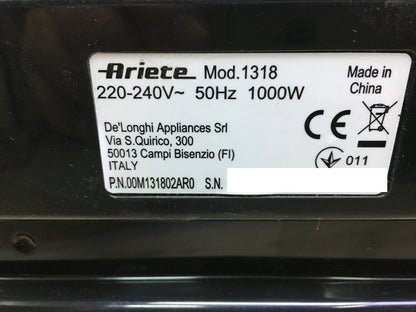 Ariete Mod.1318 Made in China
220-240V~ 50Hz 1000W
De'Longhi Appliances Srl
Via S.Quirico, 300
50013 Campi Bisenzio (FI)
ITALY
P.N.00M131802AR0 S.N.
CE
011